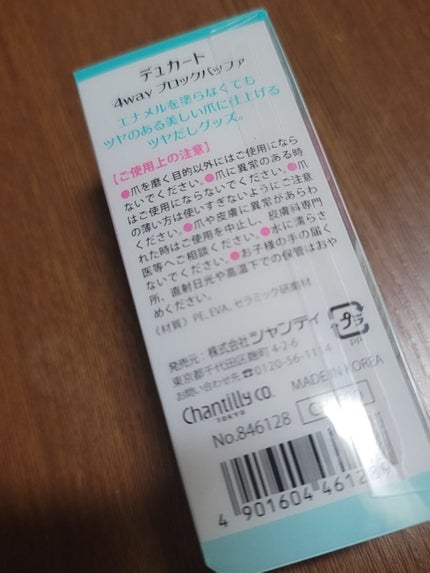 デュカート
4way ブロックバッファ
エナメルを塗らなくても
ツヤのある美しい爪に仕上げる
ツヤだしグッズ。
[ご使用上の注意]
●爪を磨く目的以外にはご使用になら
ないでください。●爪に異常のある時
はご使用にならないでください。●爪
の薄い方は使いすぎないようにご注意
ください。●爪や皮膚に異常があらわ
れた時はご使用を中止し、皮膚科専門
医等へご相談ください。●水に濡らさ
ないでください。●お子様の手の届く
所、直射日光や高温下での保管はおや
めください。
〈材質〉PE, EVA, セラミック研磨材
発売元:株式会社シャンティ
東京都千代田区麹町4-2-6
お問い合わせ先 ☎0120-56-1114
プラ
PP
Chantilly CO.
TOKYO
MADE IN KOREA
No.846128
4 901604 46128